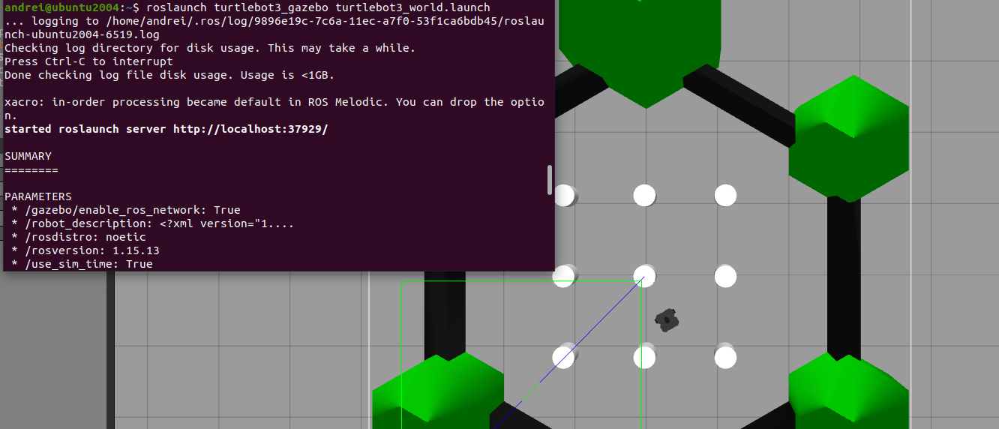 andrei@ubuntu2004:~$ roslaunch turtlebot3_gazebo turtlebot3_world.launch
... logging to /home/andrei/.ros/log/9896e19c-7c6a-11ec-a7f0-53f1ca6bdb45/roslau
nch-ubuntu2004-6519.log
Checking log directory for disk usage. This may take a while.
Press Ctrl-C to interrupt
Done checking log file disk usage. Usage is <1GB.
xacro: in-order processing became default in ROS Melodic. You can drop the optio
n.
started roslaunch server http://localhost:37929/
SUMMARY
========
PARAMETERS
 * /gazebo/enable_ros_network: True
 * /robot_description: <?xml version="1....
 * /rosdistro: noetic
 * /rosversion: 1.15.13
 * /use_sim_time: True